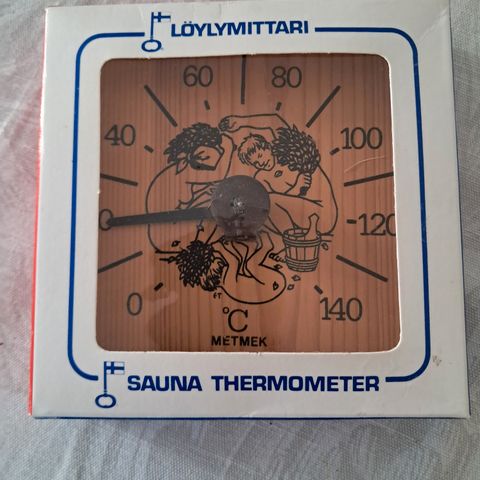 LÖYLYMITTARI
60 80
40 100
120
0 140
°C
METMEK
SAUNA THERMOMETER